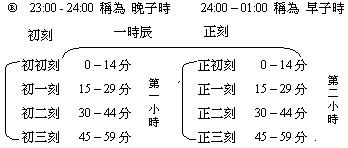 ⑧ 23:00 - 24:00 稱為 晚子時 24:00 – 01:00 稱為 早子時
初刻 一時辰 正刻
初初刻 0 – 14 分 正初刻 0 – 14 分
初一刻 15 – 29 分 正一刻 15 – 29 分
初二刻 30 – 44 分 正二刻 30 – 44 分
初三刻 45 – 59 分 正三刻 45 – 59 分
第一小時
第二小時